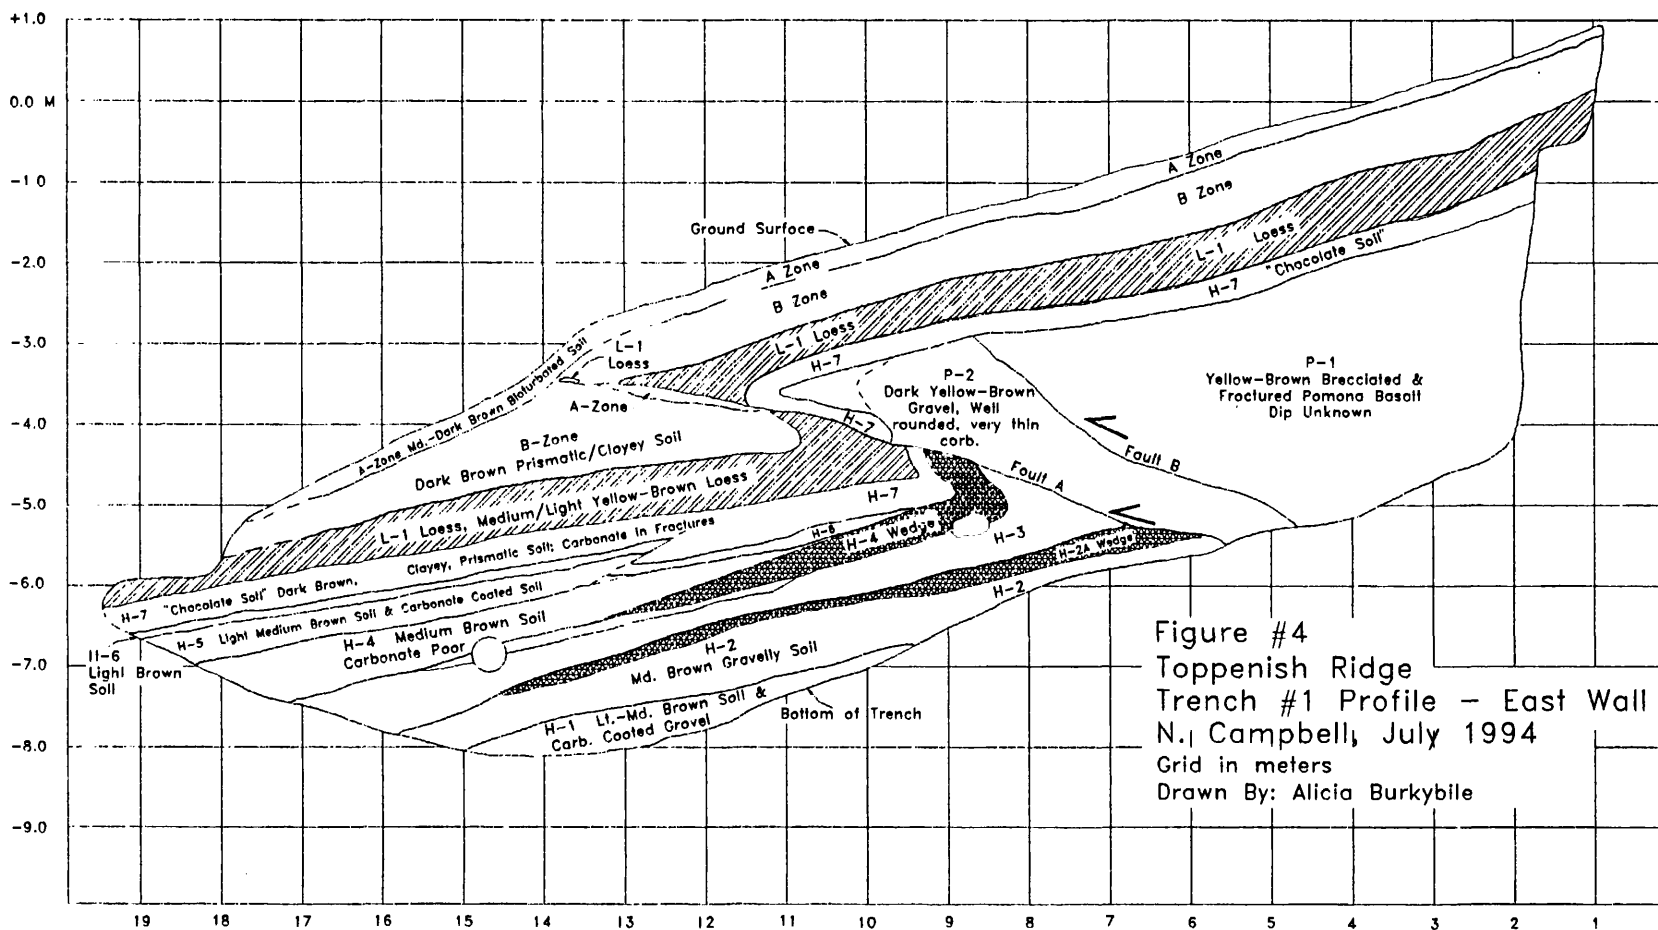 +1.0
0.0 M
-1 0
-2.0
-3.0
-4.0
-5.0
-6.0
-7.0
-8.0
-9.0
A Zone
B Zone
Ground Surface
L-1 Loess
"Chocolate Soil"
H-7
A Zone
B Zone
L-1 Loess
H-7
L-1
Loess
A-Zone Md.-Dark Brown Bioturbated Soil
A-Zone
B-Zone
Dark Brown Prismatic/Clayey Soil
L-1 Loess, Medium/Light Yellow-Brown Loess
H-7
P-2
Dark Yellow-Brown
Gravel, Well
rounded, very thin
carb.
P-1
Yellow-Brown Brecciated &
Fractured Pomona Basalt
Dip Unknown
Fault B
Fault A
H-7
H-6
H-4 Wedge
H-3
H-2A Wedge
H-2
H-7 "Chocolate Soil" Dark Brown, Clayey, Prismatic Soil; Carbonate In Fractures
H-5 Light Medium Brown Soil & Carbonate Coated Soil
H-4 Medium Brown Soil
Carbonate Poor
H-6
Light Brown
Soil
H-2
Md. Brown Gravelly Soil
H-1 Lt.-Md. Brown Soil &
Carb. Coated Gravel
Bottom of Trench
Figure #4
Toppenish Ridge
Trench #1 Profile - East Wall
N. Campbell, July 1994
Grid in meters
Drawn By: Alicia Burkybile
19 18 17 16 15 14 13 12 11 10 9 8 7 6 5 4 3 2 1